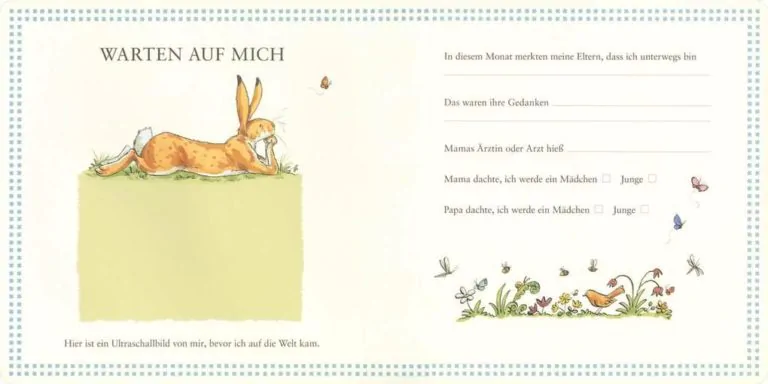 WARTEN AUF MICH
Hier ist ein Ultraschallbild von mir, bevor ich auf die Welt kam.
In diesem Monat merkten meine Eltern, dass ich unterwegs bin
Das waren ihre Gedanken
Mamas Ärztin oder Arzt hieß
Mama dachte, ich werde ein Mädchen Junge
Papa dachte, ich werde ein Mädchen Junge